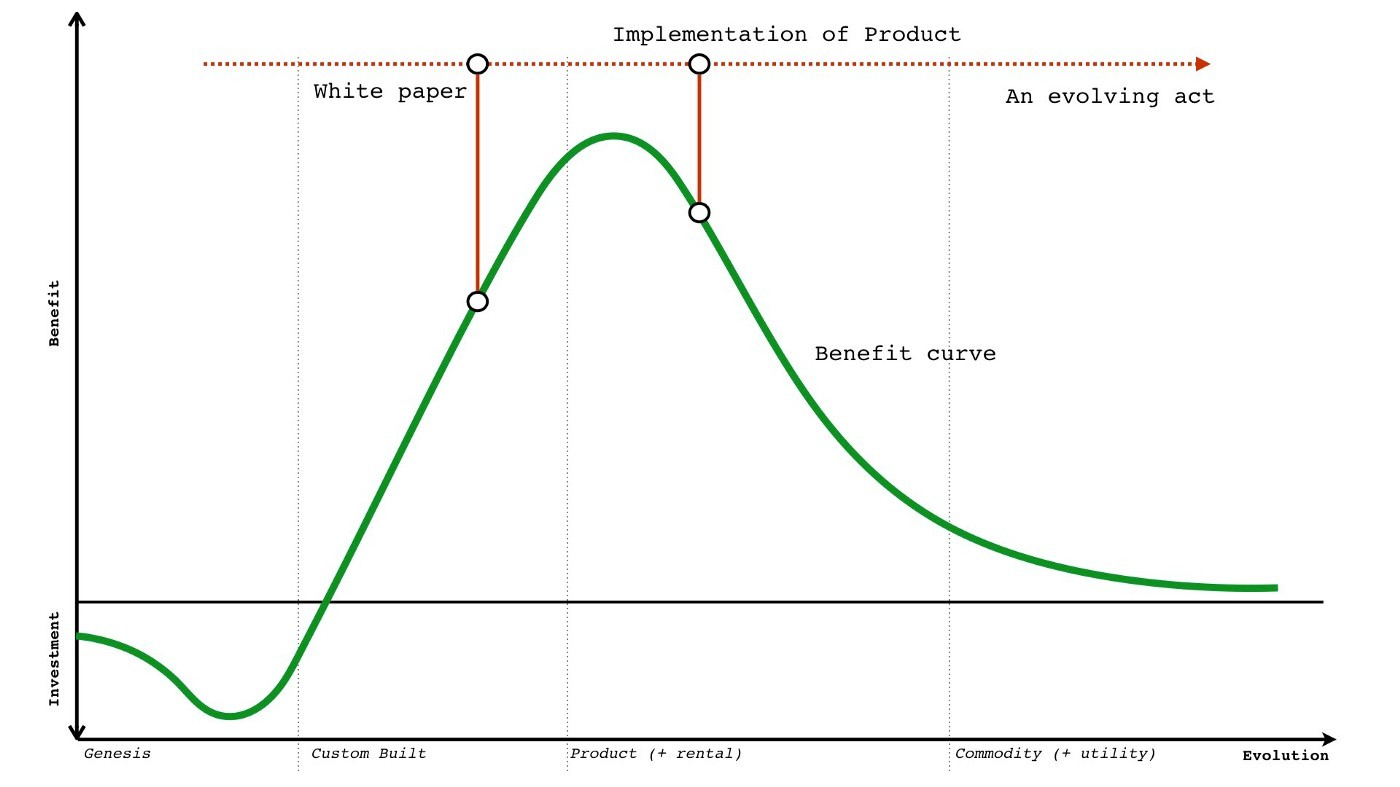 Implementation of Product
White paper
An evolving act
Benefit
Benefit curve
Investment
Genesis
Custom Built
Product (+ rental)
Commodity (+ utility)
Evolution